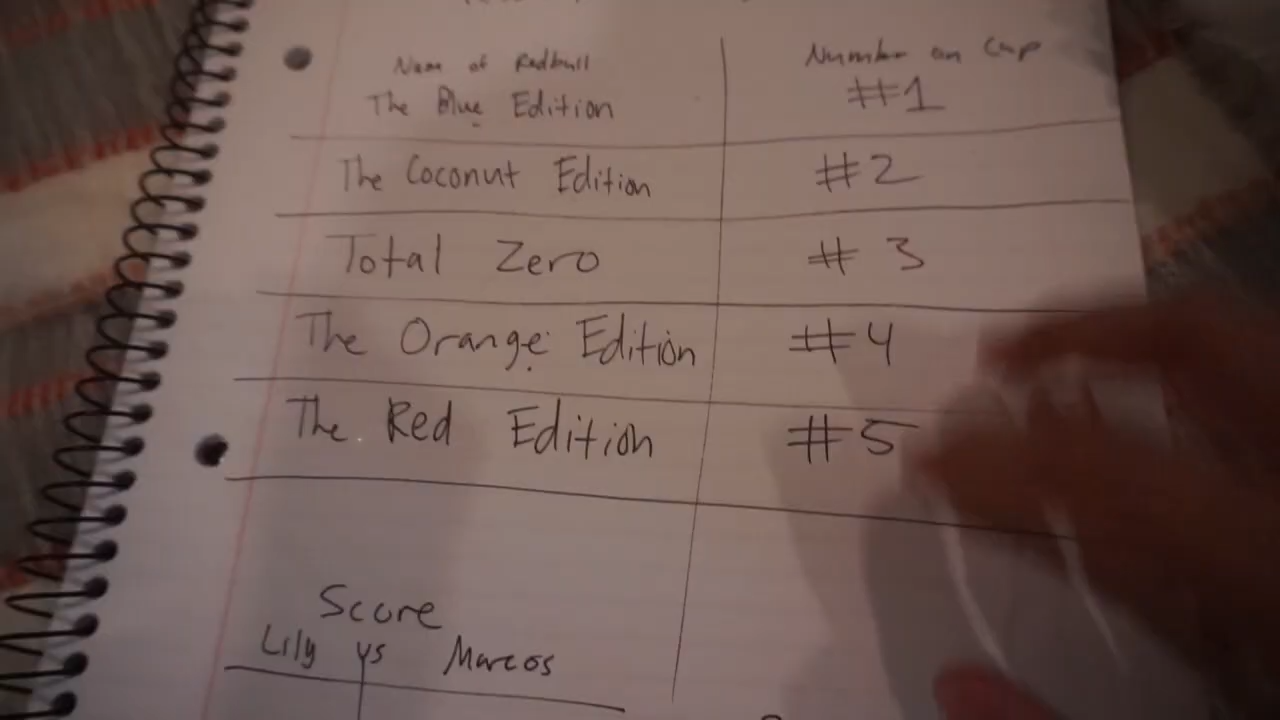 Name of Redbull
Number on Cup
The Blue Edition
#1
The Coconut Edition
#2
Total Zero
# 3
The Orange Edition
#4
The Red Edition
#5
Score
Lily vs Marcos